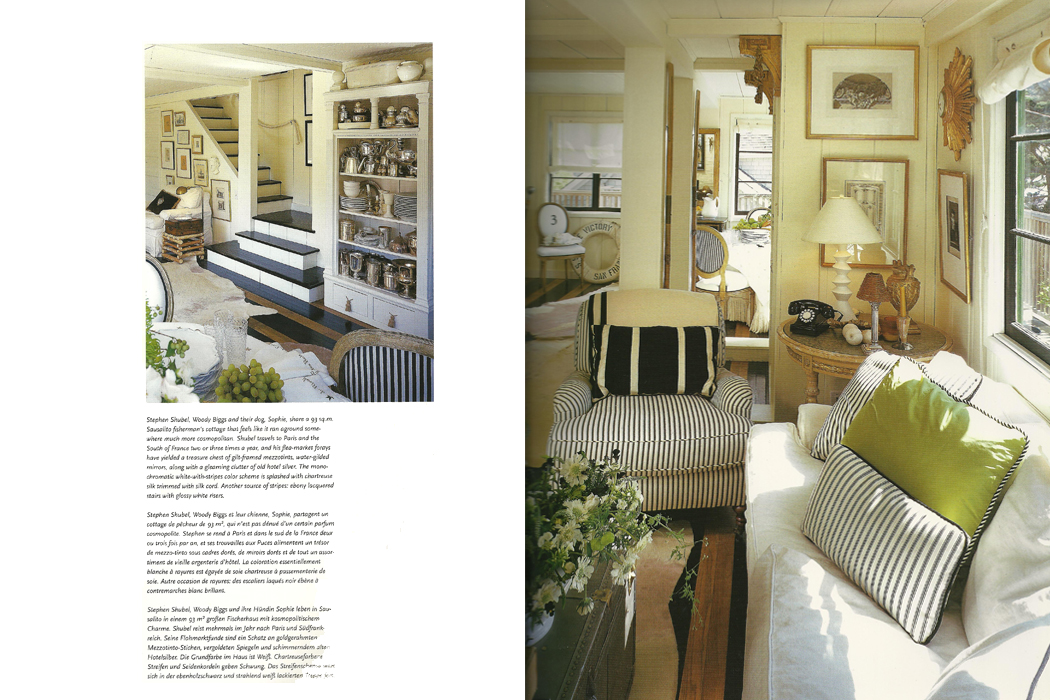 Stephen Shubel, Woody Biggs and their dog, Sophie, share a 93 sq.m.
Sausalito fisherman's cottage that feels like it ran aground some-
where much more cosmopolitan. Shubel travels to Paris and the
South of France two or three times a year, and his flea-market forays
have yielded a treasure chest of gilt-framed mezzotints, water-gilded
mirrors, along with a gleaming clutter of old hotel silver. The mono-
chromatic white-with-stripes color scheme is splashed with chartreuse
silk trimmed with silk cord. Another source of stripes: ebony lacquered
stairs with glossy white risers.
Stephen Shubel, Woody Biggs et leur chienne, Sophie, partagent un
cottage de pêcheur de 93 m², qui n'est pas dénué d'un certain parfum
cosmopolite. Stephen se rend à Paris et dans le sud de la France deux
ou trois fois par an, et ses trouvailles aux Puces alimentent un trésor
de mezzo-tinto sous cadres dorés, de miroirs dorés et de tout un assor-
timent de vieille argenterie d'hôtel. La coloration essentiellement
blanche à rayures est égayée de soie chartreuse à passementerie de
soie. Autre occasion de rayures: des escaliers laqués noir ébène à
contremarches blanc brillant.
Stephen Shubel, Woody Biggs und ihre Hündin Sophie leben in Sau-
salito in einem 93 m² großen Fischerhaus mit kosmopolitischem
Charme. Shubel reist mehrmals im Jahr nach Paris und Südfrank-
reich. Seine Flohmarktfunde sind ein Schatz an goldgerahmten
Mezzotinto-Stichen, vergoldeten Spiegeln und schimmerndem alten
Hotelsilber. Die Grundfarbe im Haus ist Weiß. Chartreusefarbene
Streifen und Seidenkordeln geben Schwung. Das
sich in der ebenholzschwarz und strahlend weiß lackierten
3
VICTORY
SAN FRA